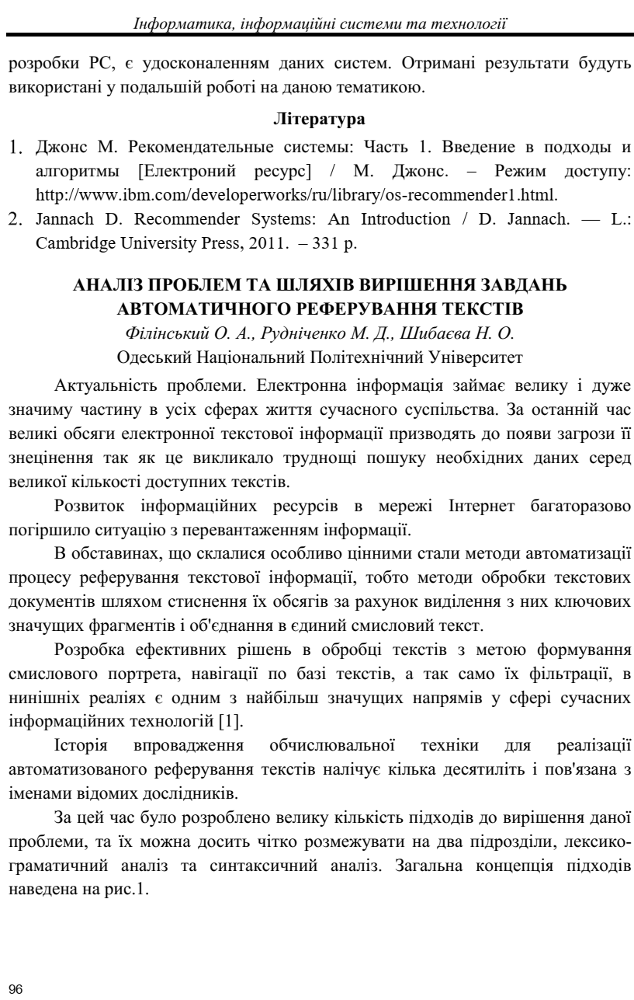 Інформатика, інформаційні системи та технології
розробки РС, є удосконаленням даних систем. Отримані результати будуть
використані у подальшій роботі на даною тематикою.
Література
1. Джонс М. Рекомендательные системы: Часть 1. Введение в подходы и
алгоритмы [Електроний ресурс] / М. Джонс. – Режим доступу:
http://www.ibm.com/developerworks/ru/library/os-recommender1.html.
2. Jannach D. Recommender Systems: An Introduction / D. Jannach. — L.:
Cambridge University Press, 2011. – 331 p.
АНАЛІЗ ПРОБЛЕМ ТА ШЛЯХІВ ВИРІШЕННЯ ЗАВДАНЬ
АВТОМАТИЧНОГО РЕФЕРУВАННЯ ТЕКСТІВ
Філінський О. А., Рудніченко М. Д., Шибаєва Н. О.
Одеський Національний Політехнічний Університет
Актуальність проблеми. Електронна інформація займає велику і дуже
значиму частину в усіх сферах життя сучасного суспільства. За останній час
великі обсяги електронної текстової інформації призводять до появи загрози її
знецінення так як це викликало труднощі пошуку необхідних даних серед
великої кількості доступних текстів.
Розвиток інформаційних ресурсів в мережі Інтернет багаторазово
погіршило ситуацію з перевантаженням інформації.
В обставинах, що склалися особливо цінними стали методи автоматизації
процесу реферування текстової інформації, тобто методи обробки текстових
документів шляхом стиснення їх обсягів за рахунок виділення з них ключових
значущих фрагментів і об'єднання в єдиний смисловий текст.
Розробка ефективних рішень в обробці текстів з метою формування
смислового портрета, навігації по базі текстів, а так само їх фільтрації, в
нинішніх реаліях є одним з найбільш значущих напрямів у сфері сучасних
інформаційних технологій [1].
Історія впровадження обчислювальної техніки для реалізації
автоматизованого реферування текстів налічує кілька десятиліть і пов'язана з
іменами відомих дослідників.
За цей час було розроблено велику кількість підходів до вирішення даної
проблеми, та їх можна досить чітко розмежувати на два підрозділи, лексико-
граматичний аналіз та синтаксичний аналіз. Загальна концепція підходів
наведена на рис.1.
96